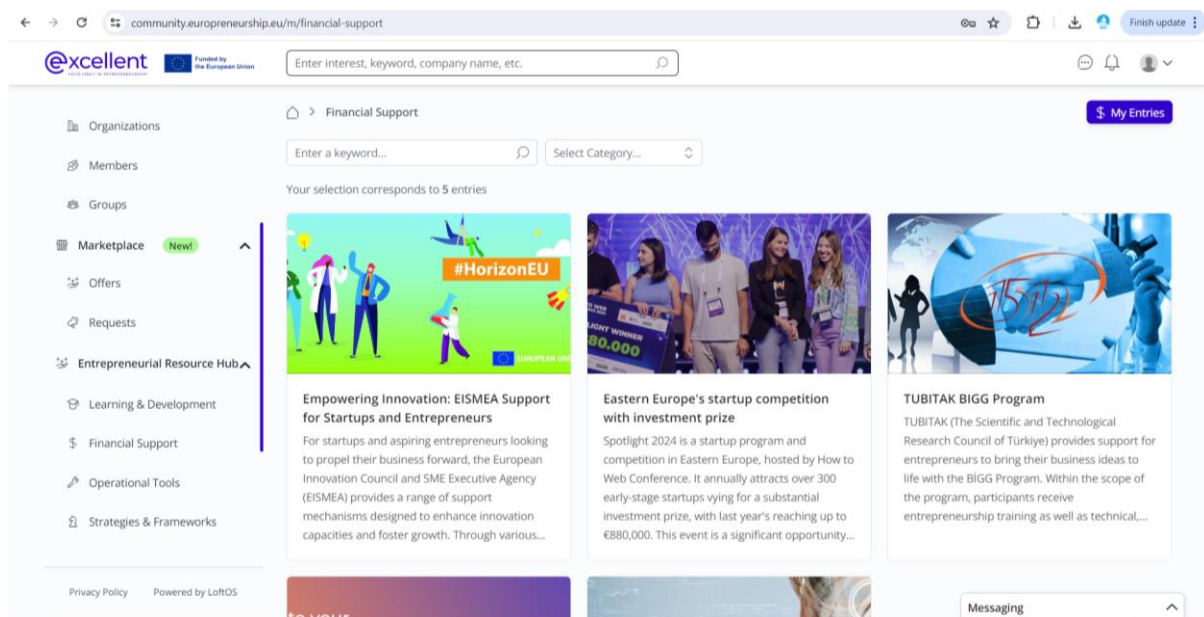 community.europreneurship.eu/m/financial-support
Finish update
excellent
EXCELLENCY IN ENTREPRENEURSHIP
Funded by
the European Union
Enter interest, keyword, company name, etc.
Organizations
Members
Groups
Marketplace New!
Offers
Requests
Entrepreneurial Resource Hub
Learning & Development
$ Financial Support
Operational Tools
Strategies & Frameworks
Privacy Policy Powered by LoftOS
> Financial Support
$ My Entries
Enter a keyword...
Select Category...
Your selection corresponds to 5 entries
#HorizonEU
EUROPEAN UNI
Empowering Innovation: EISMEA Support
for Startups and Entrepreneurs
For startups and aspiring entrepreneurs looking
to propel their business forward, the European
Innovation Council and SME Executive Agency
(EISMEA) provides a range of support
mechanisms designed to enhance innovation
capacities and foster growth. Through various...
LIGHT WINNER
80.000
Eastern Europe's startup competition
with investment prize
Spotlight 2024 is a startup program and
competition in Eastern Europe, hosted by How to
Web Conference. It annually attracts over 300
early-stage startups vying for a substantial
investment prize, with last year's reaching up to
€880,000. This event is a significant opportunity...
1512
TUBITAK BIGG Program
TUBITAK (The Scientific and Technological
Research Council of Türkiye) provides support for
entrepreneurs to bring their business ideas to
life with the BİGG Program. Within the scope of
the program, participants receive
entrepreneurship training as well as technical,...
Messaging